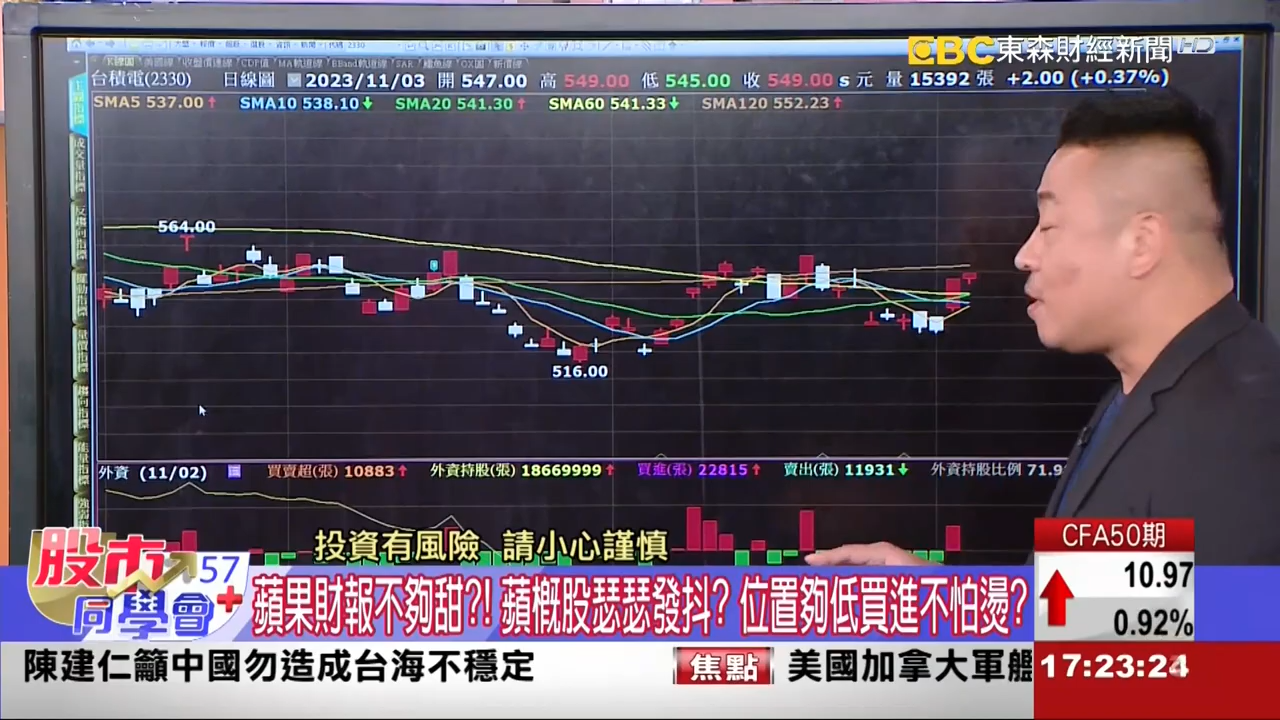 EBC 東森財經新聞 HD
台積電(2330) 日線圖 2023/11/03 開 547.00 高 549.00 低 545.00 收 549.00 s 元 量 15392 張 +2.00 (+0.37%)
SMA5 537.00↑ SMA10 538.10↓ SMA20 541.30↑ SMA60 541.33↓ SMA120 552.23↑
564.00
516.00
外資 (11/02) 買賣超(張) 10883↑ 外資持股(張) 18669999↑ 買進(張) 22815↑ 賣出(張) 11931↓ 外資持股比例 71.9
投資有風險 請小心謹慎
股市同學會+
57
蘋果財報不夠甜?! 蘋概股瑟瑟發抖? 位置夠低買進不怕燙?
CFA50期
10.97
0.92%
陳建仁籲中國勿造成台海不穩定
焦點
美國加拿大軍艦
17:23:24